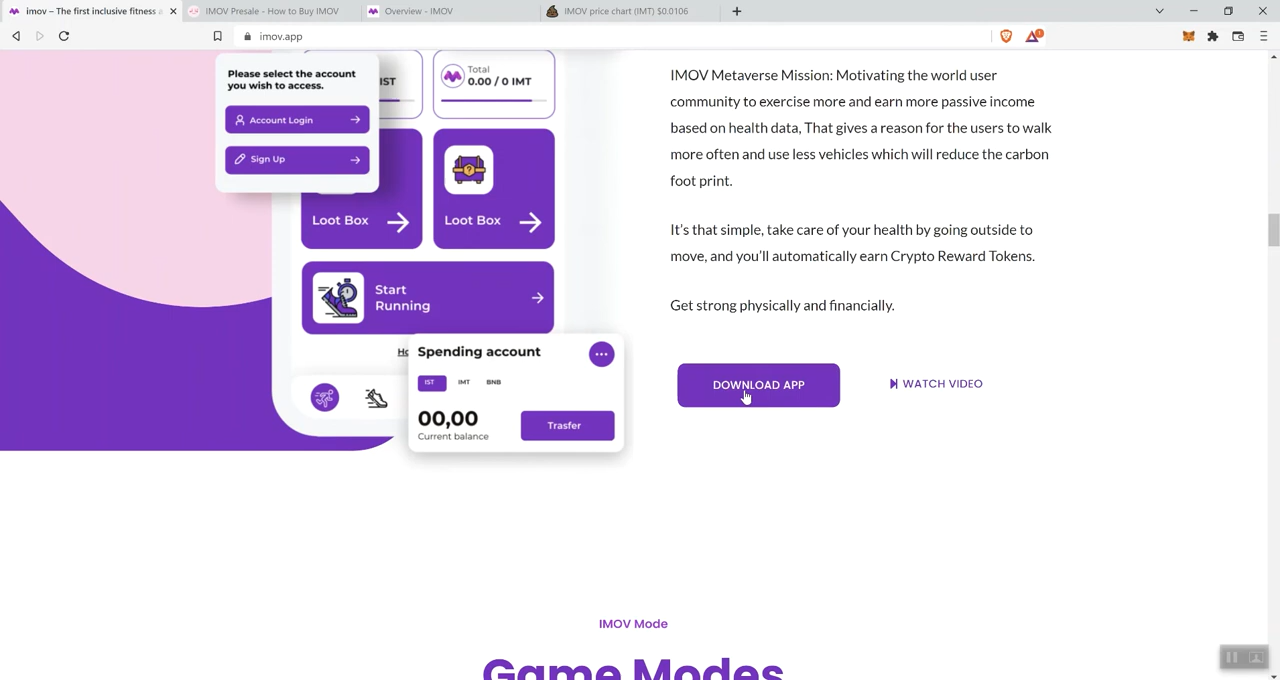 imov – The first inclusive fitness a
IMOV Presale - How to Buy IMOV
Overview - IMOV
IMOV price chart (IMT) $0.0106
imov.app
1
Please select the account
you wish to access.
Account Login
Sign Up
IST
Total
0.00 / 0 IMT
Loot Box
Loot Box
Start
Running
Spending account
IST
IMT
BNB
00,00
Current balance
Trasfer
IMOV Metaverse Mission: Motivating the world user
community to exercise more and earn more passive income
based on health data, That gives a reason for the users to walk
more often and use less vehicles which will reduce the carbon
foot print.
It’s that simple, take care of your health by going outside to
move, and you’ll automatically earn Crypto Reward Tokens.
Get strong physically and financially.
DOWNLOAD APP
WATCH VIDEO
IMOV Mode
Game Modes